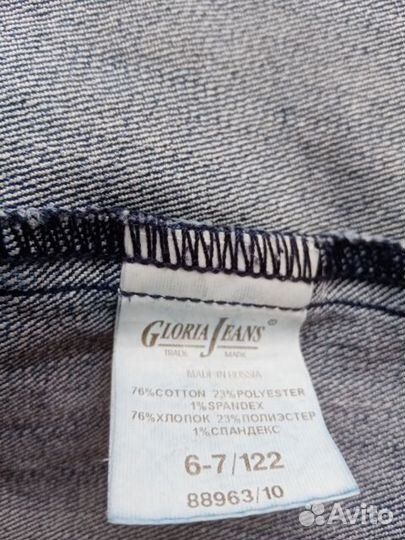 GLORIA JEANS ©
TRADE MARK
MADE IN RUSSIA
76%COTTON 23%POLYESTER
1%SPANDEX
76%ХЛОПОК 23%ПОЛИЭСТЕР
1%СПАНДЕКС
6-7/122
88963/10
Avito